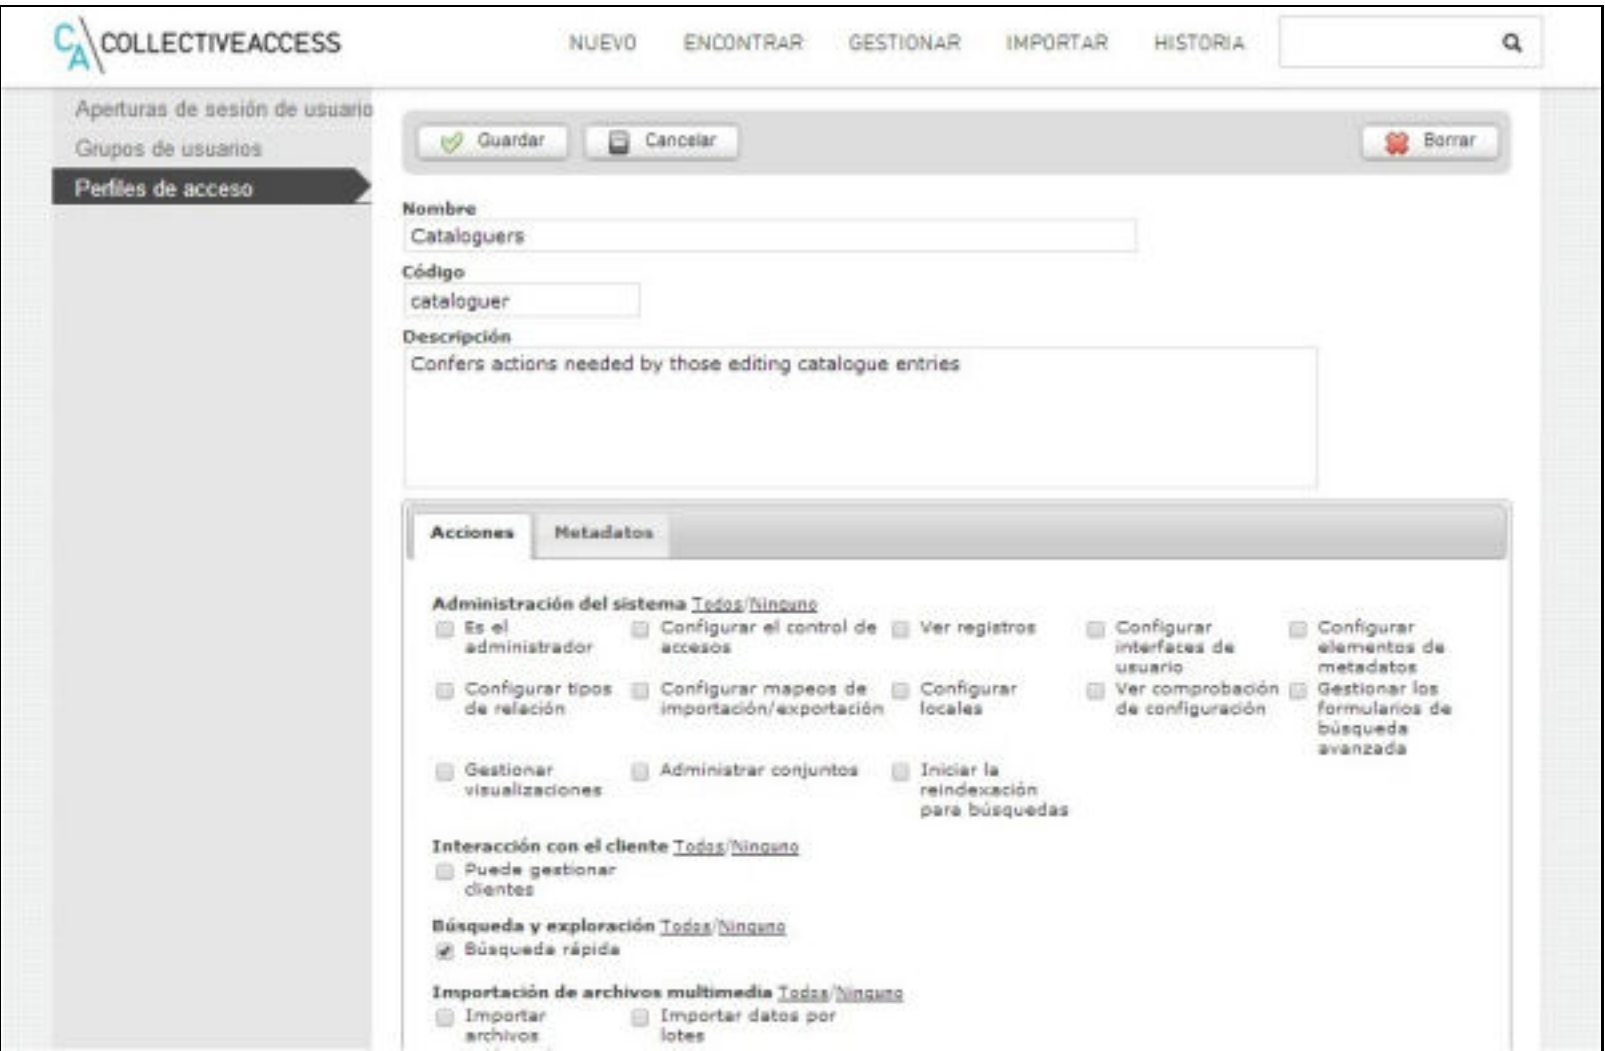 CA COLLECTIVEACCESS
NUEVO ENCONTRAR GESTIONAR IMPORTAR HISTORIA
Aperturas de sesión de usuario
Grupos de usuarios
Perfiles de acceso
Guardar Cancelar Borrar
Nombre
Cataloguers
Código
cataloguer
Descripción
Confers actions needed by those editing catalogue entries
Acciones Metadatos
Administración del sistema Todos/Ninguno
Es el administrador
Configurar el control de accesos
Ver registros
Configurar interfaces de usuario
Configurar elementos de metadatos
Configurar tipos de relación
Configurar mapeos de importación/exportación
Configurar locales
Ver comprobación de configuración
Gestionar los formularios de búsqueda avanzada
Gestionar visualizaciones
Administrar conjuntos
Iniciar la reindexación para búsquedas
Interacción con el cliente Todos/Ninguno
Puede gestionar clientes
Búsqueda y exploración Todos/Ninguno
Búsqueda rápida
Importación de archivos multimedia Todos/Ninguno
Importar archivos
Importar datos por lotes